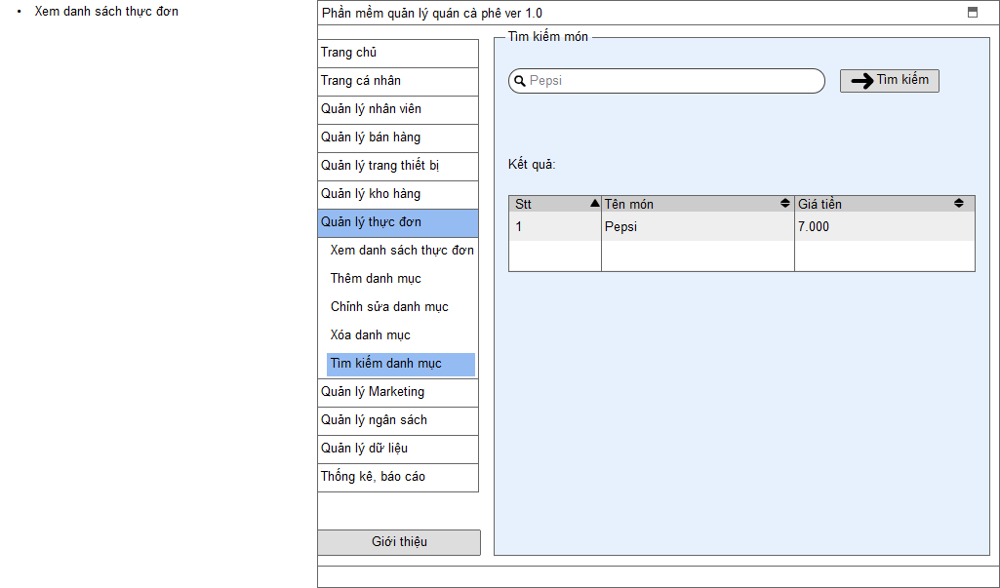 • Xem danh sách thực đơn
Phần mềm quản lý quán cà phê ver 1.0
Trang chủ
Trang cá nhân
Quản lý nhân viên
Quản lý bán hàng
Quản lý trang thiết bị
Quản lý kho hàng
Quản lý thực đơn
Xem danh sách thực đơn
Thêm danh mục
Chỉnh sửa danh mục
Xóa danh mục
Tìm kiếm danh mục
Quản lý Marketing
Quản lý ngân sách
Quản lý dữ liệu
Thống kê, báo cáo
Giới thiệu
Tìm kiếm món
Pepsi
Tìm kiếm
Kết quả:
Stt Tên món Giá tiền
1 Pepsi 7.000